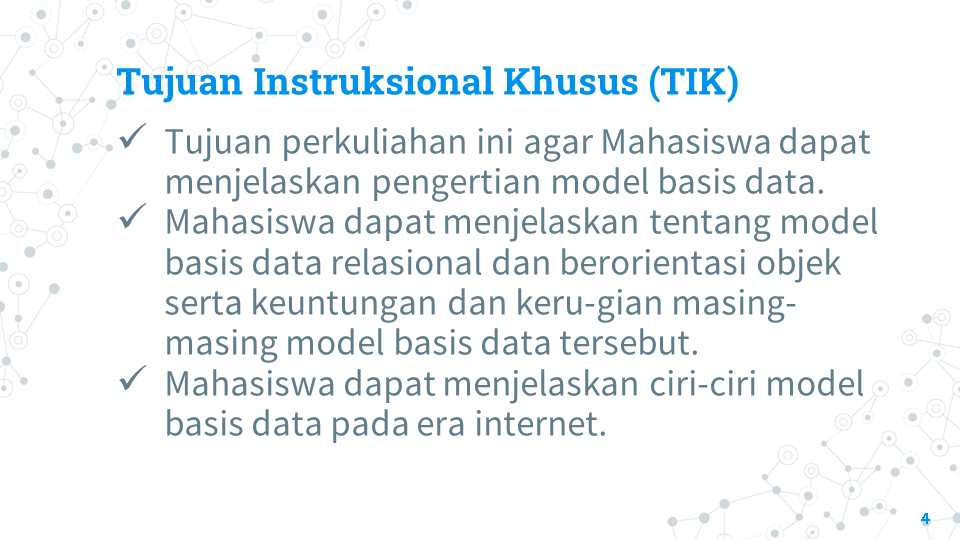 Tujuan Instruksional Khusus (TIK)
✓ Tujuan perkuliahan ini agar Mahasiswa dapat
menjelaskan pengertian model basis data.
✓ Mahasiswa dapat menjelaskan tentang model
basis data relasional dan berorientasi objek
serta keuntungan dan keru-gian masing-
masing model basis data tersebut.
✓ Mahasiswa dapat menjelaskan ciri-ciri model
basis data pada era internet.
4